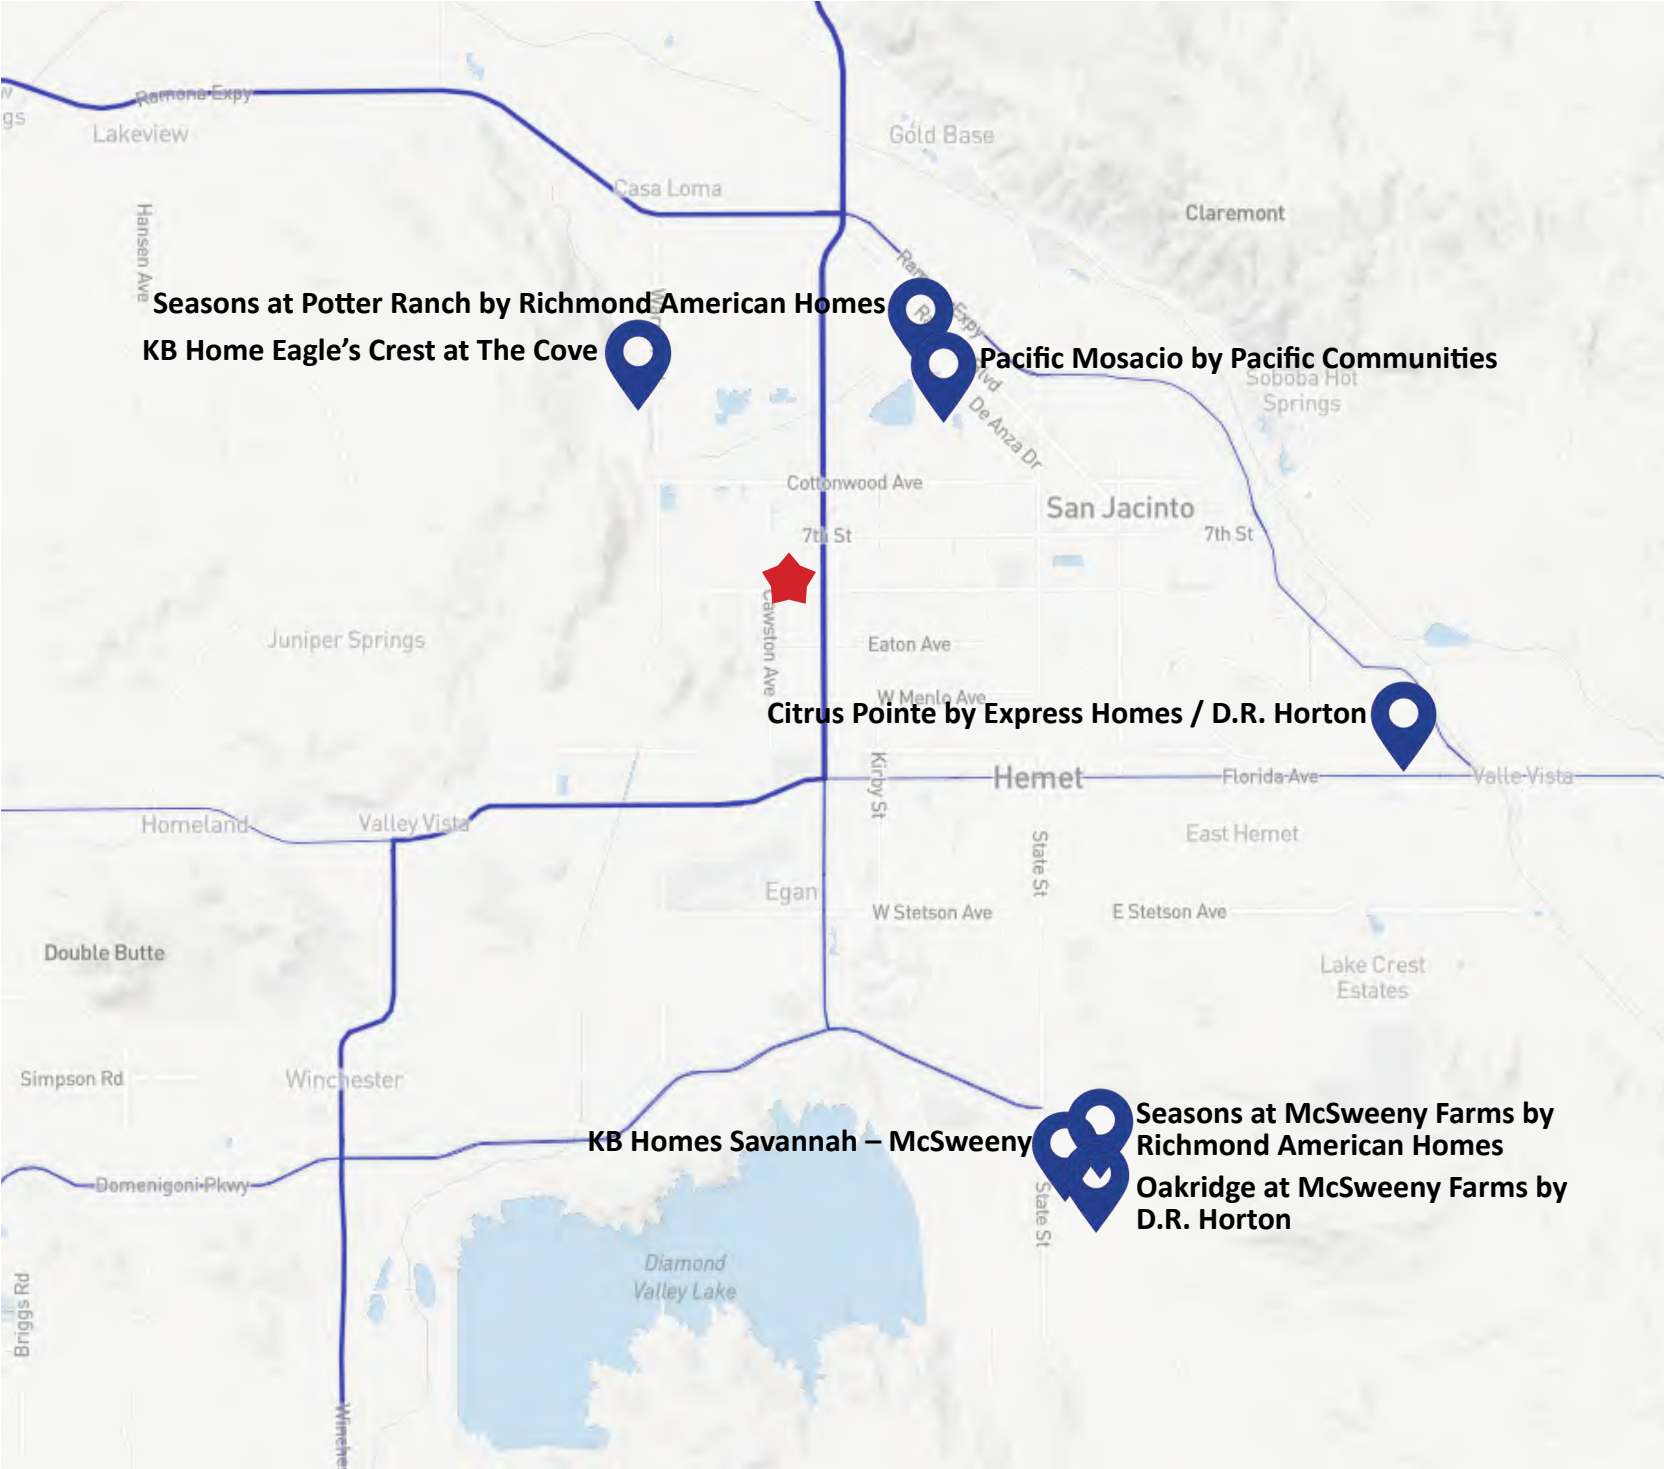 Ramona Expy
gs
Lakeview
Gold Base
Casa Loma
Claremont
Hansen Ave
Seasons at Potter Ranch by Richmond American Homes
KB Home Eagle's Crest at The Cove
Expy
Pacific Mosacio by Pacific Communities
Blvd
Soboba Hot
Springs
De Anza Dr
Cottonwood Ave
San Jacinto
7th St
7th St
Cawston Ave
Juniper Springs
Eaton Ave
W Menlo Ave
Citrus Pointe by Express Homes / D.R. Horton
Kirby St
Hemet
Florida Ave
Valle Vista
Homeland
Valley Vista
East Hemet
State St
Egan
W Stetson Ave
E Stetson Ave
Double Butte
Lake Crest
Estates
Simpson Rd
Winchester
Seasons at McSweeny Farms by
Richmond American Homes
KB Homes Savannah – McSweeny
Oakridge at McSweeny Farms by
D.R. Horton
Domenigoni Pkwy
State St
Diamond
Valley Lake
Briggs Rd
Winche